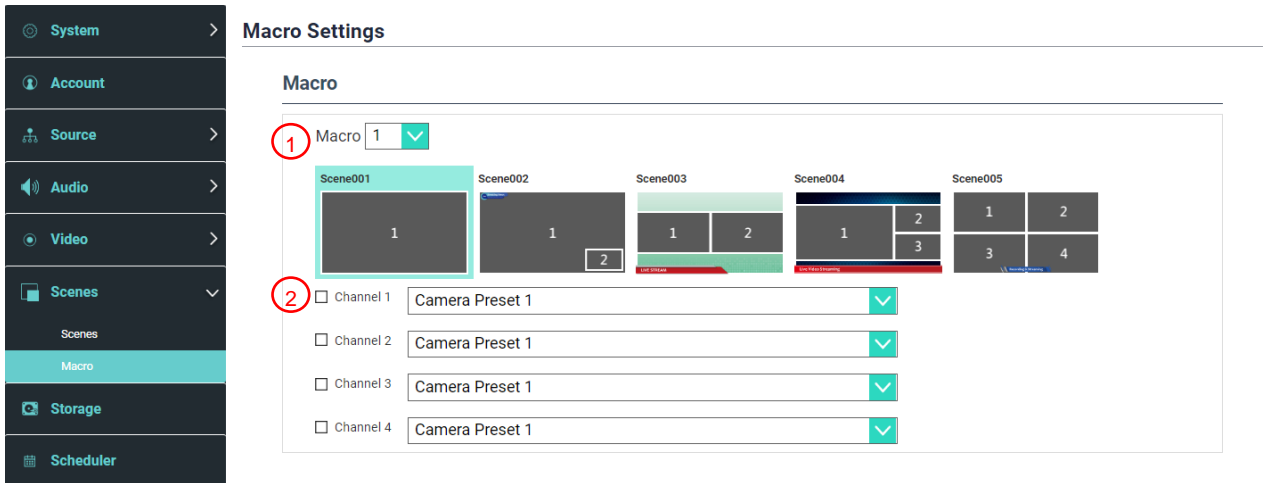 System
Account
Source
Audio
Video
Scenes
Scenes
Macro
Storage
Scheduler
Macro Settings
Macro
1 Macro 1
Scene001 Scene002 Scene003 Scene004 Scene005
1
1
2
1 2
LIVE STREAM
1 2
3
Live Video Streaming
1 2
3 4
2 Channel 1 Camera Preset 1
Channel 2 Camera Preset 1
Channel 3 Camera Preset 1
Channel 4 Camera Preset 1